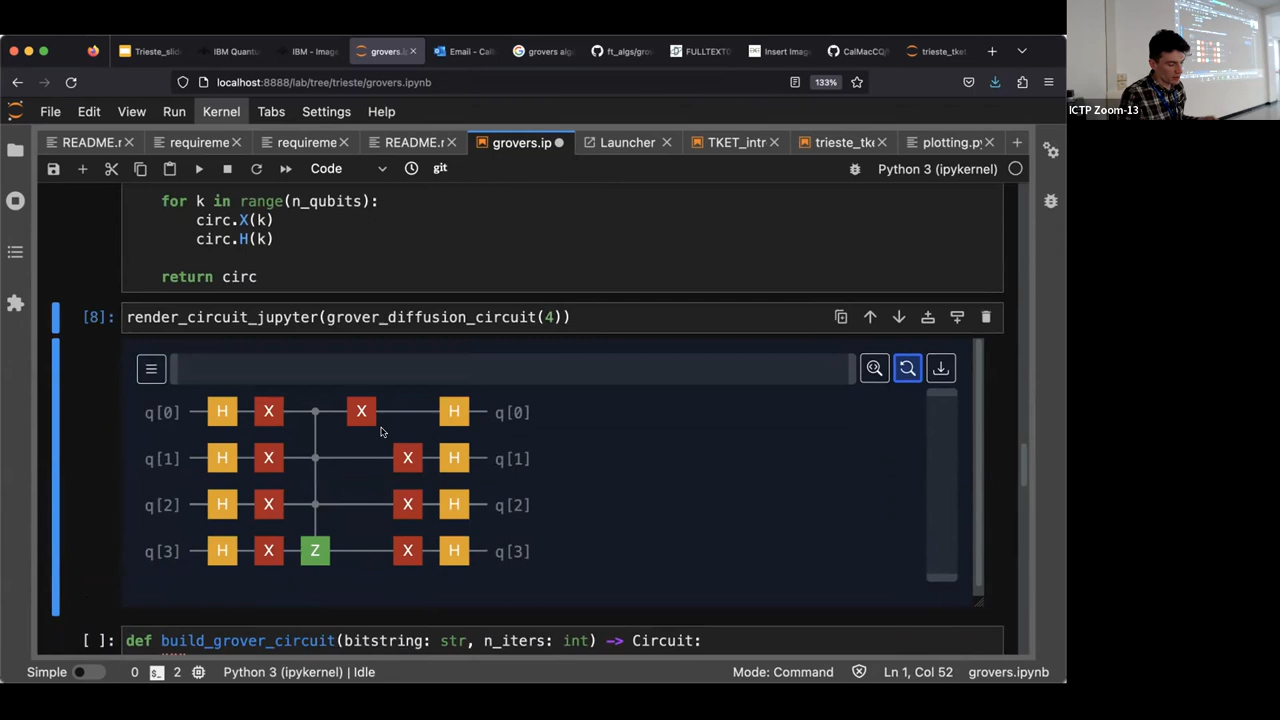 Trieste_slid
IBM Quantu
IBM - Image
grovers.i
Email - Cal
grovers alg
ft_algs/gro
FULLTEXT0
Insert Imag
CalMacCQ/
trieste_tket
localhost:8888/lab/tree/trieste/grovers.ipynb
133%
ICTP Zoom-13
File Edit View Run Kernel Tabs Settings Help
README.r
requireme
requireme
README.r
grovers.ip
Launcher
TKET_intr
trieste_tke
plotting.py
Code
git
Python 3 (ipykernel)
for k in range(n_qubits):
circ.X(k)
circ.H(k)
return circ
[8]: render_circuit_jupyter(grover_diffusion_circuit(4))
q[0] H X X H q[0]
q[1] H X X H q[1]
q[2] H X X H q[2]
q[3] H X Z X H q[3]
[ ]: def build_grover_circuit(bitstring: str, n_iters: int) -> Circuit:
Simple 0 2 Python 3 (ipykernel) | Idle Mode: Command Ln 1, Col 52 grovers.ipynb